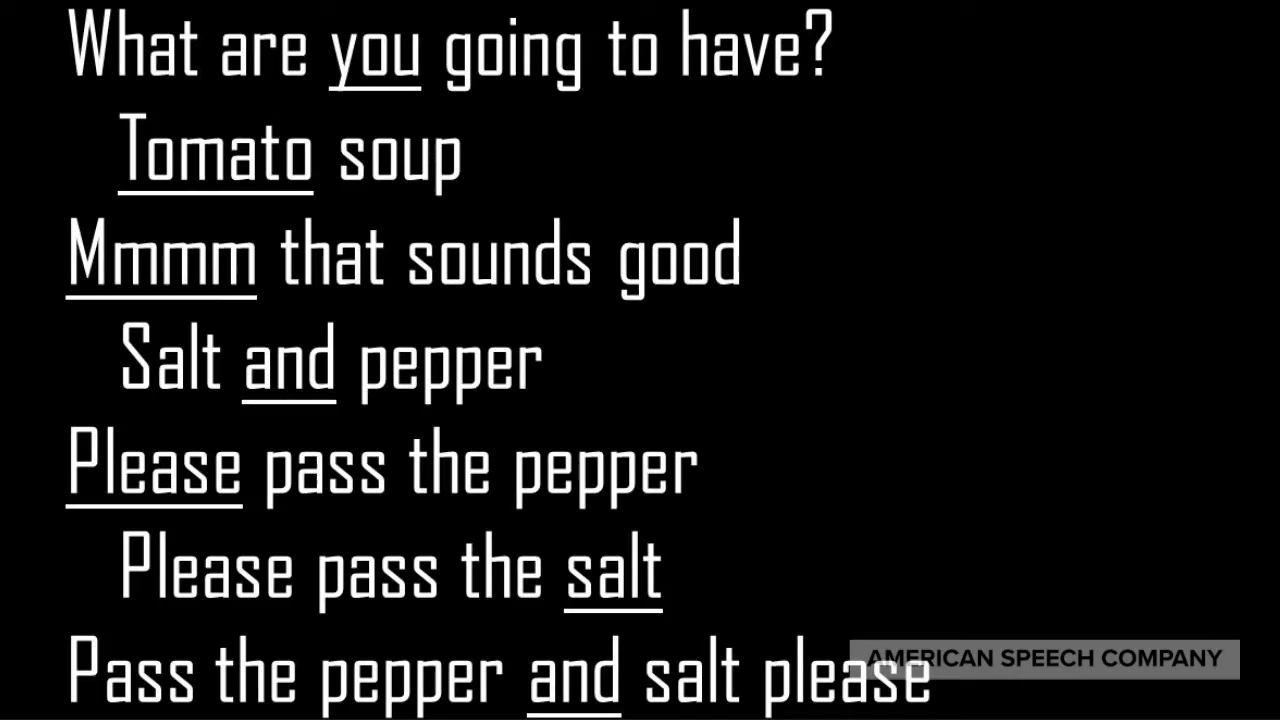 What are you going to have?
Tomato soup
Mmmm that sounds good
Salt and pepper
Please pass the pepper
Please pass the salt
Pass the pepper and salt please
AMERICAN SPEECH COMPANY